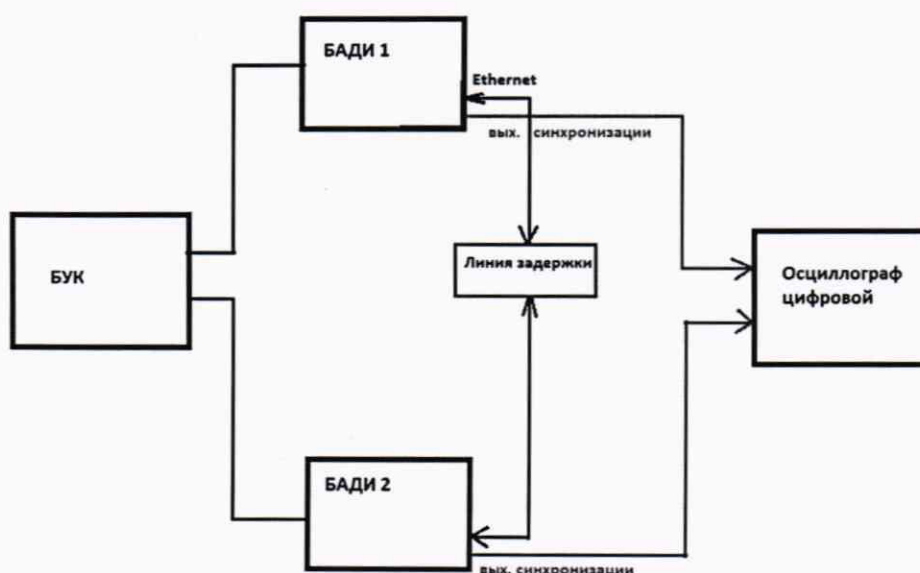 БАДИ 1
Ethernet
вых. синхронизации
БУК
Линия задержки
Осциллограф
цифровой
БАДИ 2
вых. синхронизации